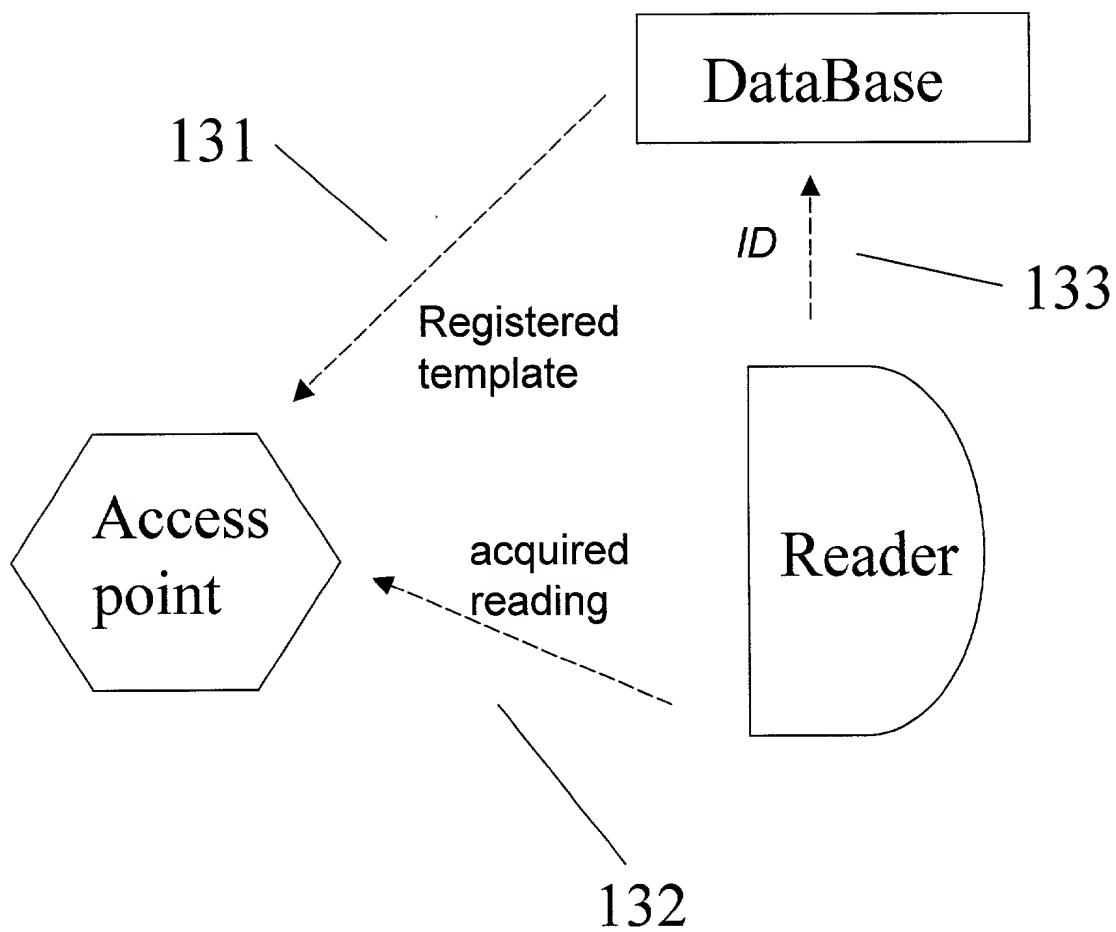 DataBase
131
ID
133
Registered
template
Access
point
acquired
reading
Reader
132